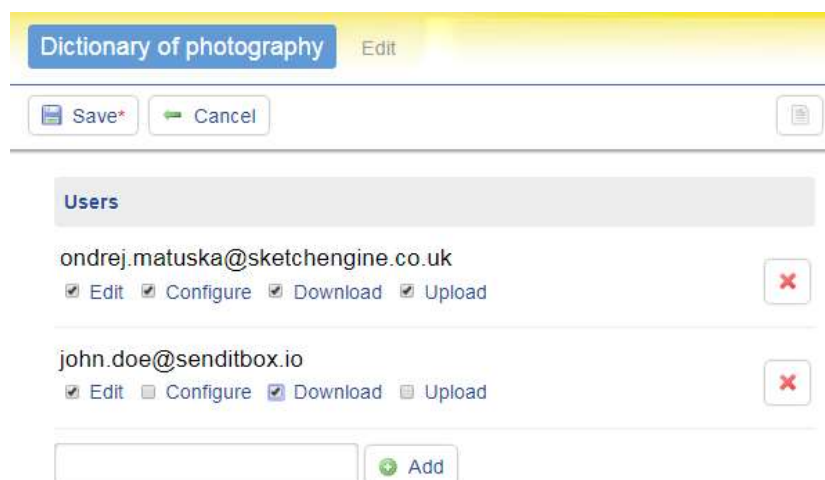 Dictionary of photography Edit
Save* Cancel
Users
ondrej.matuska@sketchengine.co.uk
Edit Configure Download Upload
john.doe@senditbox.io
Edit Configure Download Upload
Add